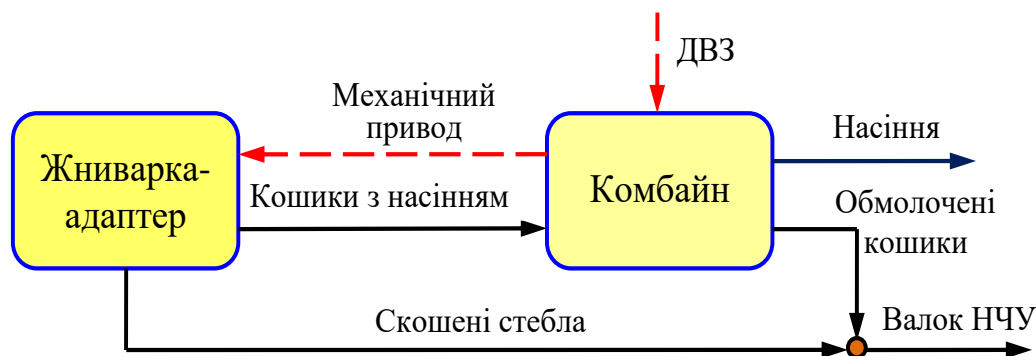 ДВЗ
Механічний
привод
Насіння
Жниварка-
адаптер
Кошики з насінням
Комбайн
Обмолочені
кошики
Скошені стебла
Валок НЧУ